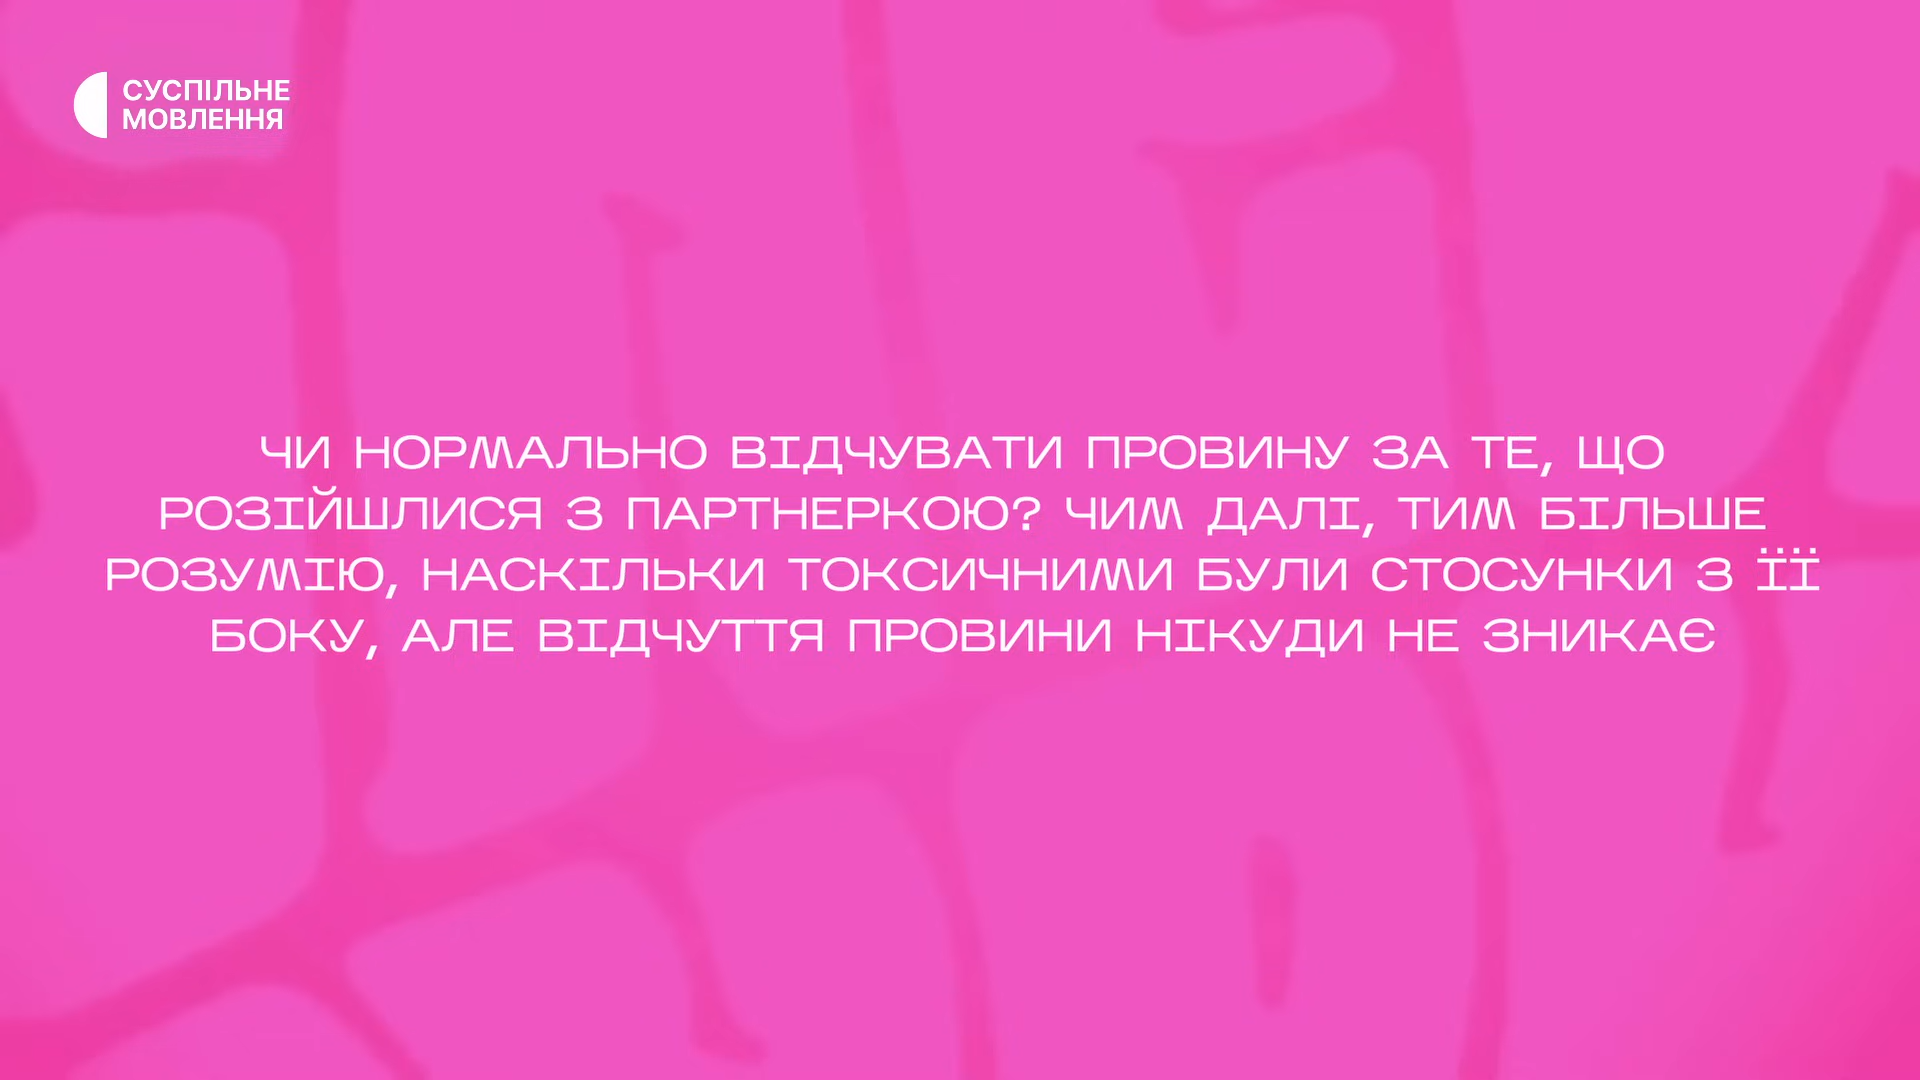 СУСПІЛЬНЕ
МОВЛЕННЯ
ЧИ НОРМАЛЬНО ВІДЧУВАТИ ПРОВИНУ ЗА ТЕ, ЩО
РОЗІЙШЛИСЯ З ПАРТНЕРКОЮ? ЧИМ ДАЛІ, ТИМ БІЛЬШЕ
РОЗУМІЮ, НАСКІЛЬКИ ТОКСИЧНИМИ БУЛИ СТОСУНКИ З ЇЇ
БОКУ, АЛЕ ВІДЧУТТЯ ПРОВИНИ НІКУДИ НЕ ЗНИКАЄ